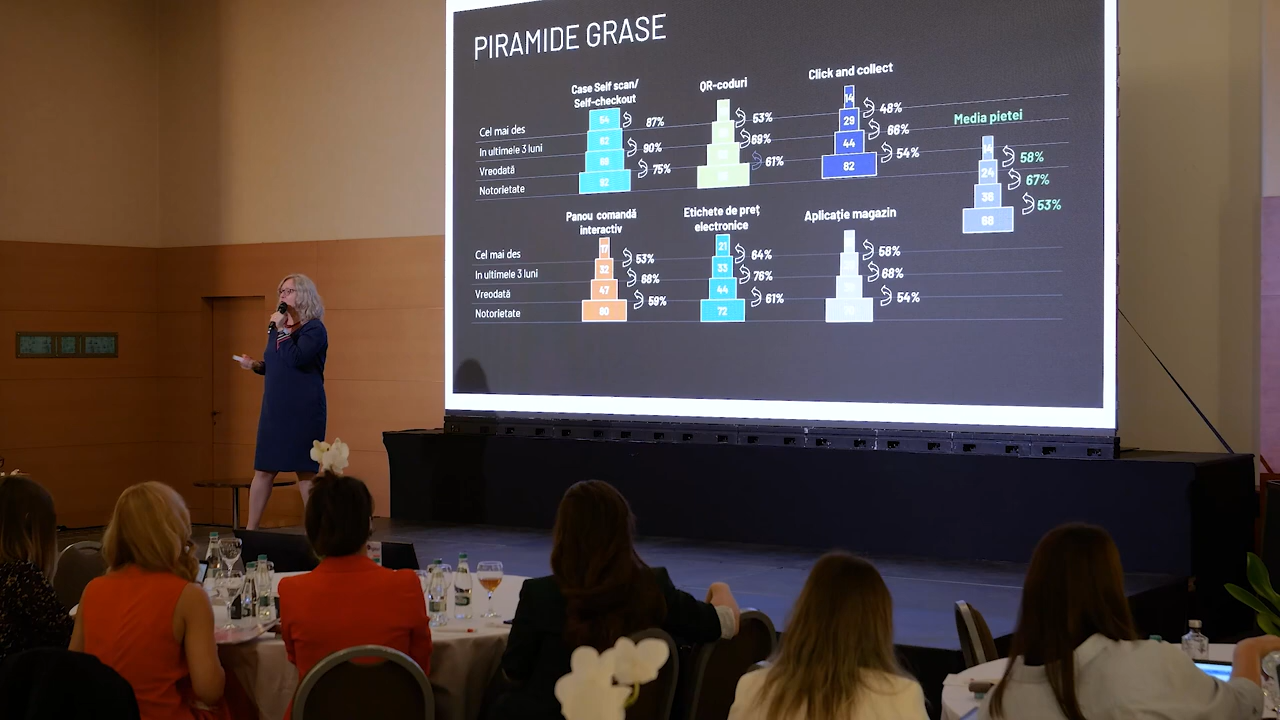 PIRAMIDE GRASE
Case Self scan/
Self-checkout
QR-coduri
Click and collect
Media pieței
Cel mai des
În ultimele 3 luni
Vreodată
Notorietate
64
82
92
87%
90%
75%
53%
69%
61%
14
29
44
82
48%
66%
54%
14
24
36
68
58%
67%
53%
Panou comandă
interactiv
Etichete de preț
electronice
Aplicație magazin
Cel mai des
În ultimele 3 luni
Vreodată
Notorietate
32
47
80
53%
68%
59%
21
33
44
72
64%
76%
61%
58%
68%
54%